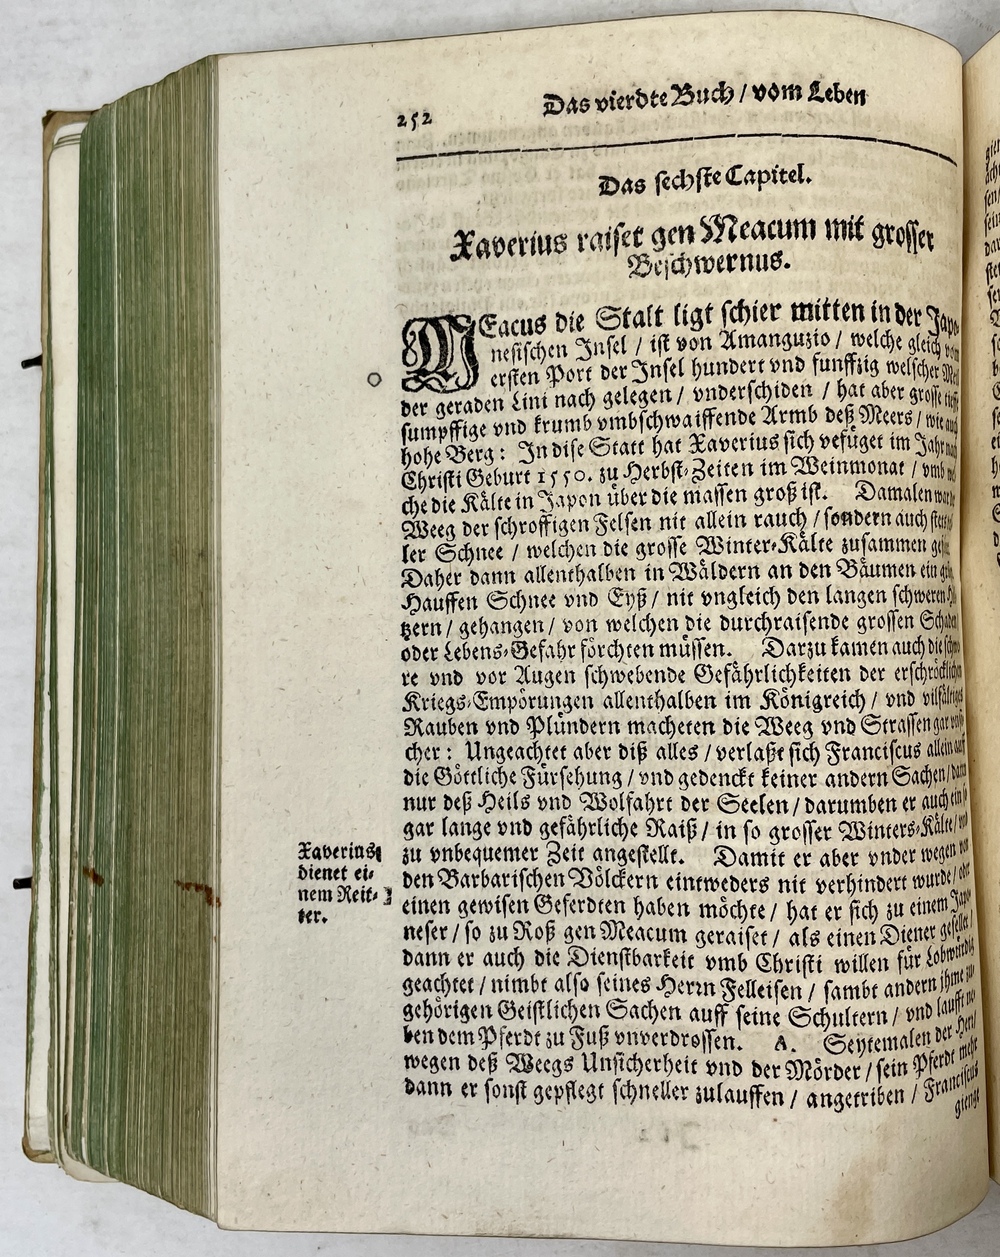 252
Das vierdte Buch / vom Leben
Das sechste Capitel.
Xaverius raiset gen Meacum mit grosser
Beschwernus.
MEacus die Statt ligt schier mitten in der Japo-
nesischen Insel / ist von Amanguzio / welche gleich vom
ersten Port der Insel hundert vnd funffzig welscher
der geraden Lini nach gelegen / vnderschiden / hat aber grosse
sumpffige vnd krumb vmbschwaiffende Armb deß Meers / wie auch
hohe Berg : In dise Statt hat Xaverius sich vefüget im Jahr
Christi Geburt 1550. zu Herbst-Zeiten im Weinmonat / vmb
che die Kälte in Japon über die massen groß ist. Damalen
Weeg der schroffigen Felsen nit allein rauch / sondern auch
ler Schnee / welchen die grosse Winter-Kälte zusammen
Daher dann allenthalben in Wäldern an den Bäumen ein
Hauffen Schnee vnd Eyß / nit vngleich den langen schweren
tzern / gehangen / von welchen die durchraisende grossen
oder Lebens-Gefahr förchten müssen. Darzu kamen auch die
re vnd vor Augen schwebende Gefährlichkeiten der erschröcklichen
Kriegs-Empörungen allenthalben im Königreich / vnd vilfältiges
Rauben vnd Plündern macheten die Weeg vnd Strassen gar
cher : Ungeachtet aber diß alles / verlaßt sich Franciscus allein auff
die Göttliche Fürsehung / vnd gedenckt keiner andern Sachen / dann
nur deß Heils vnd Wolfahrt der Seelen / darumben er auch ein so
gar lange vnd gefährliche Raiß / in so grosser Winters-Kälte / vnd
zu vnbequemer Zeit angestellt. Damit er aber vnder wegen von
den Barbarischen Völckern eintweders nit verhindert wurde / oder
einen gewisen Geferdten haben möchte / hat er sich zu einem Japo-
neser / so zu Roß gen Meacum geraiset / als einen Diener gesellet /
dann er auch die Dienstbarkeit vmb Christi willen für Lobwürdig
geachtet / nimbt also seines Herrn Felleisen / sambt andern ihme zu
gehörigen Geistlichen Sachen auff seine Schultern / vnd laufft ne
ben dem Pferdt zu Fuß vnverdrossen. A. Seytemalen der Herr
wegen deß Weegs Unsicherheit vnd der Mörder / sein Pferdt mehr
dann er sonst gepflegt schneller zulauffen / angetriben / Franciscus
gienge
Xaverius
dienet ei-
nem Reit-
ter.